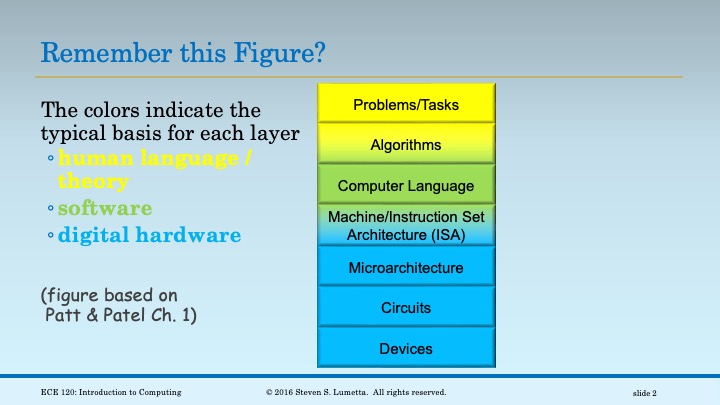 Remember this Figure?
The colors indicate the
typical basis for each layer
◦human language /
theory
◦software
◦digital hardware
(figure based on
Patt & Patel Ch. 1)
Problems/Tasks
Algorithms
Computer Language
Machine/Instruction Set
Architecture (ISA)
Microarchitecture
Circuits
Devices
ECE 120: Introduction to Computing
© 2016 Steven S. Lumetta. All rights reserved.
slide 2